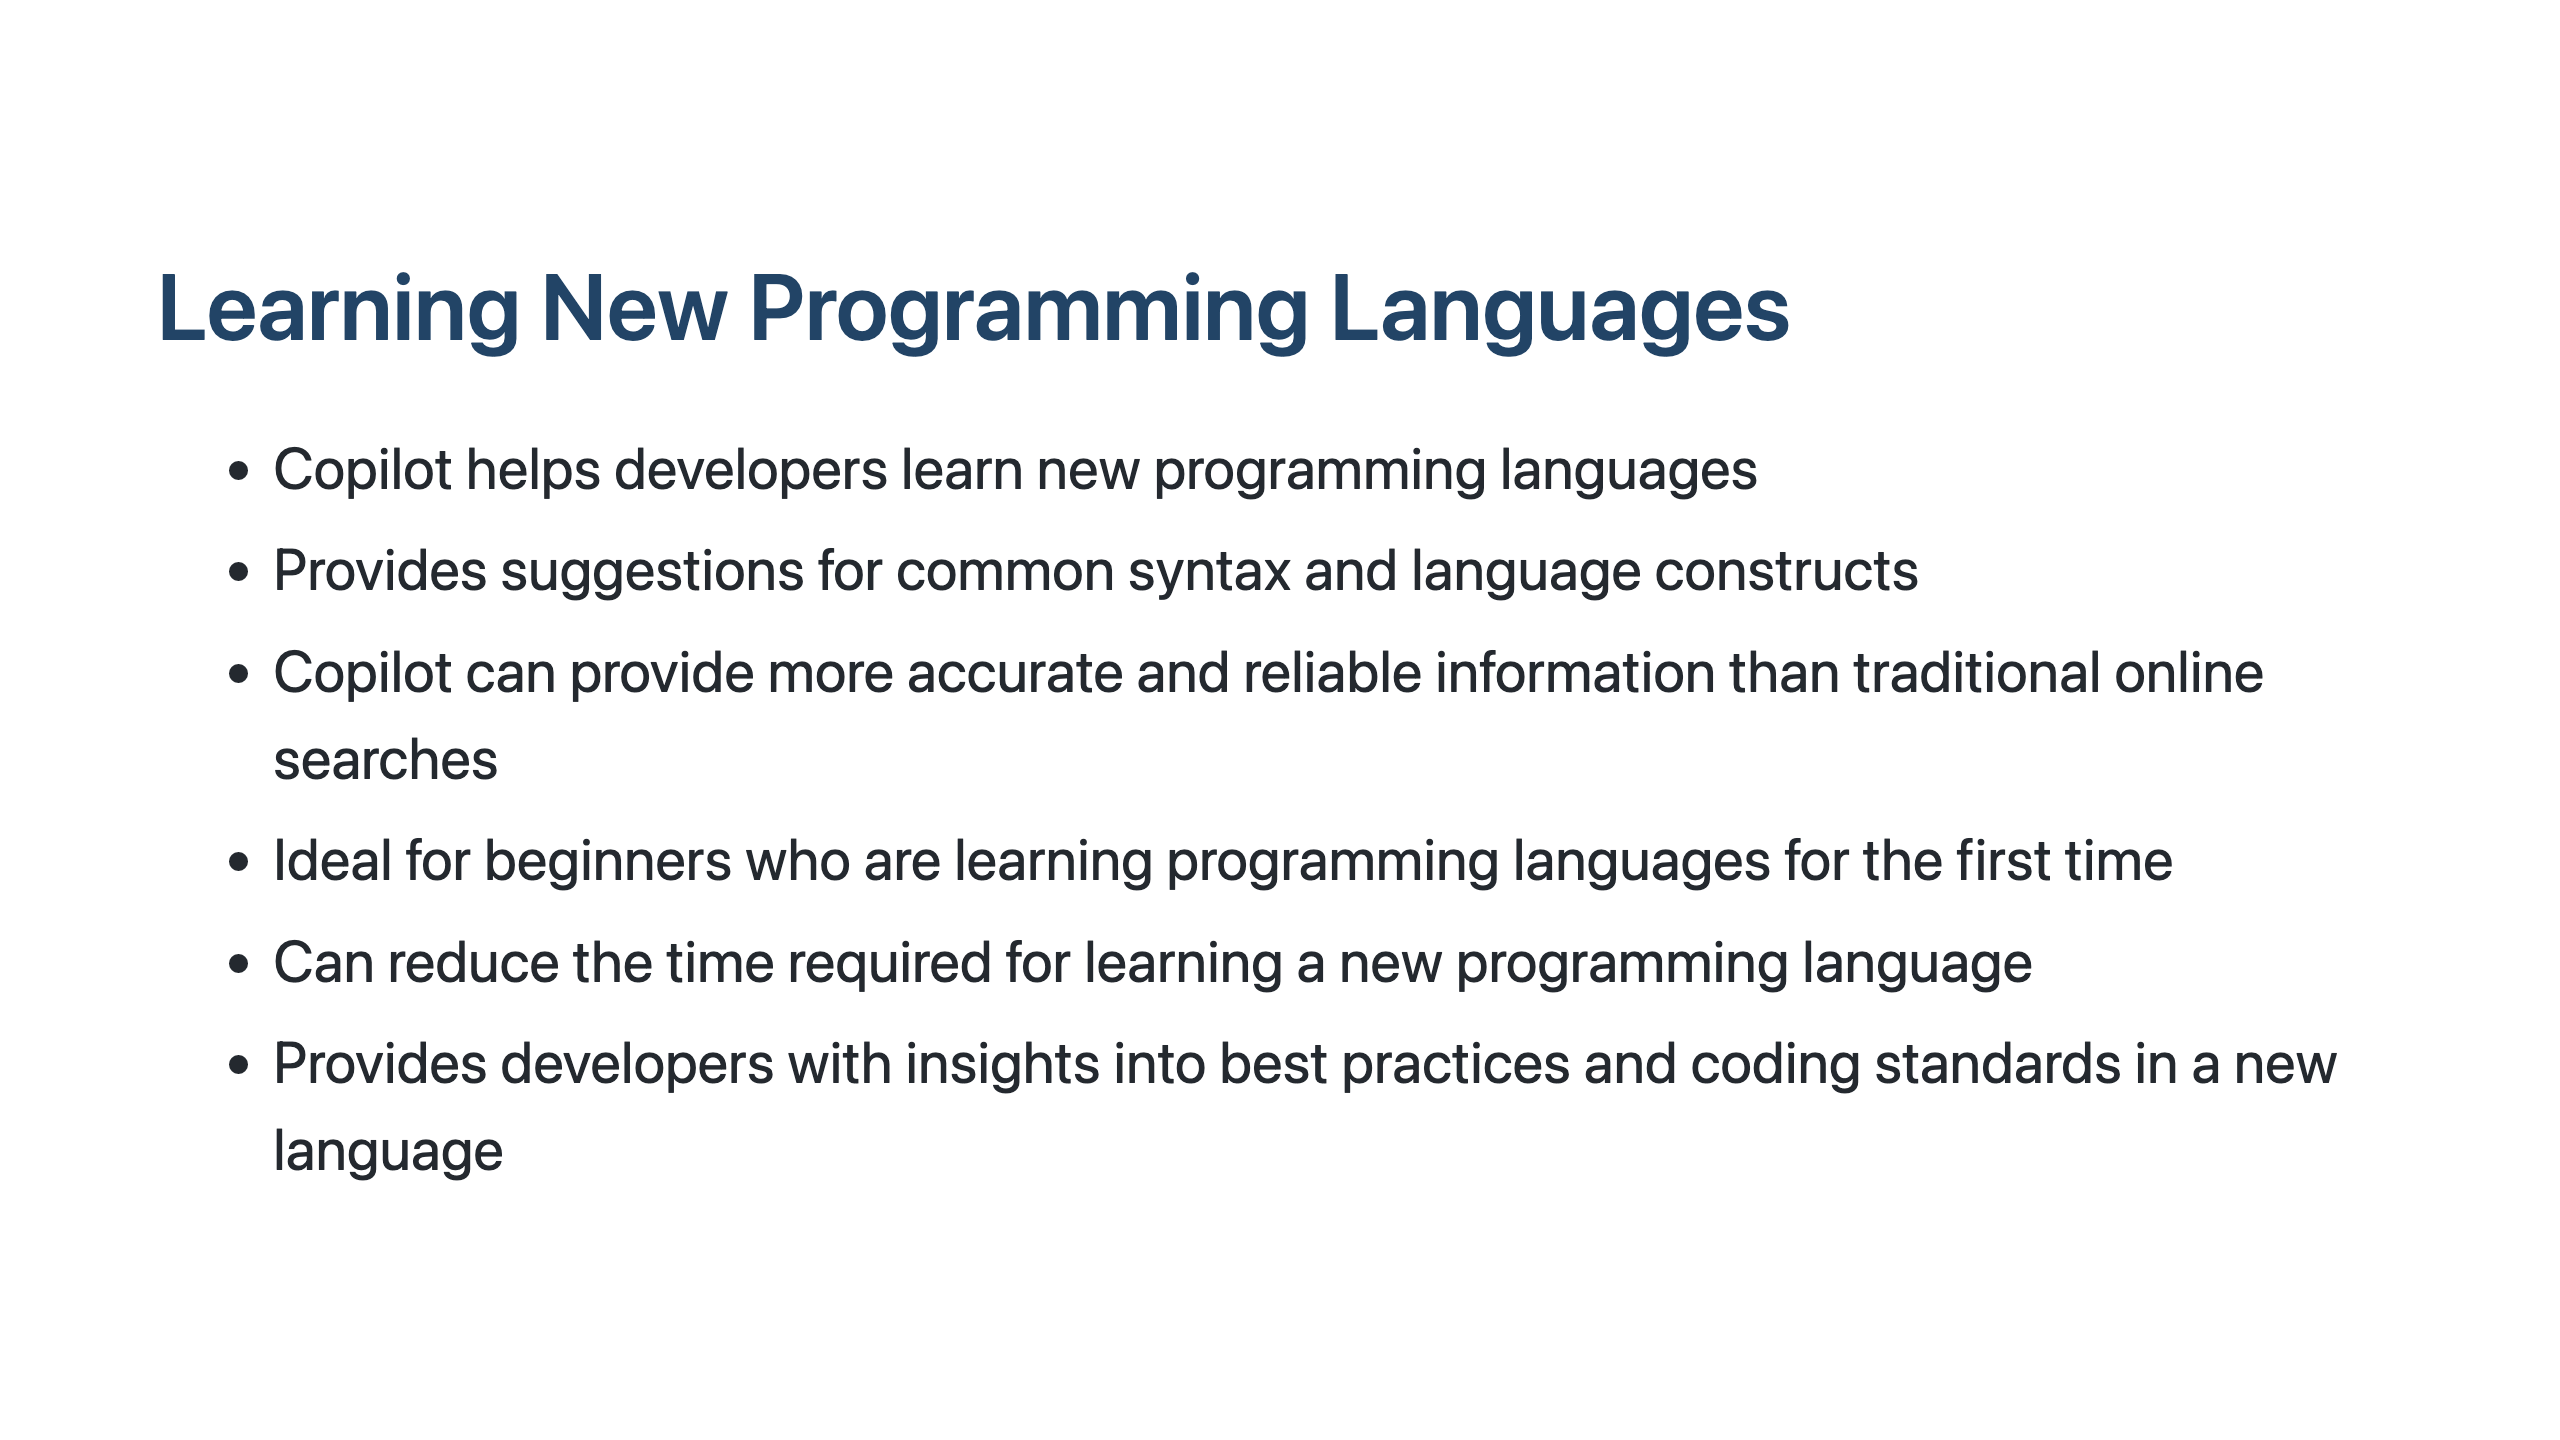 Learning New Programming Languages
• Copilot helps developers learn new programming languages
• Provides suggestions for common syntax and language constructs
• Copilot can provide more accurate and reliable information than traditional online
searches
• Ideal for beginners who are learning programming languages for the first time
• Can reduce the time required for learning a new programming language
• Provides developers with insights into best practices and coding standards in a new
language